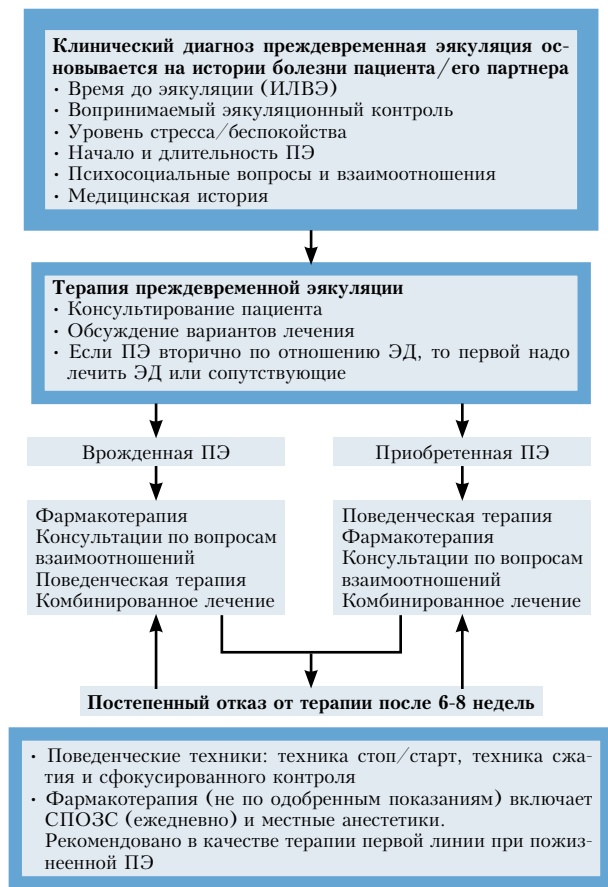 Клинический диагноз преждевременная эякуляция ос-
новывается на истории болезни пациента/его партнера
· Время до эякуляции (ИЛВЭ)
· Вопринимаемый эякуляционный контроль
· Уровень стресса/беспокойства
· Начало и длительность ПЭ
· Психосоциальные вопросы и взаимоотношения
· Медицинская история
Терапия преждевременной эякуляции
· Консультирование пациента
· Обсуждение вариантов лечения
· Если ПЭ вторично по отношению ЭД, то первой надо
лечить ЭД или сопутствующие
Врожденная ПЭ
Приобретенная ПЭ
Фармакотерапия
Консультации по вопросам
взаимоотношений
Поведенческая терапия
Комбинированное лечение
Поведенческая терапия
Фармакотерапия
Консультации по вопросам
взаимоотношений
Комбинированное лечение
Постепенный отказ от терапии после 6-8 недель
· Поведенческие техники: техника стоп/старт, техника сжа-
тия и сфокусированного контроля
· Фармакотерапия (не по одобренным показаниям) включает
СПОЗС (ежедневно) и местные анестетики.
Рекомендовано в качестве терапии первой линии при пожиз-
неенной ПЭ